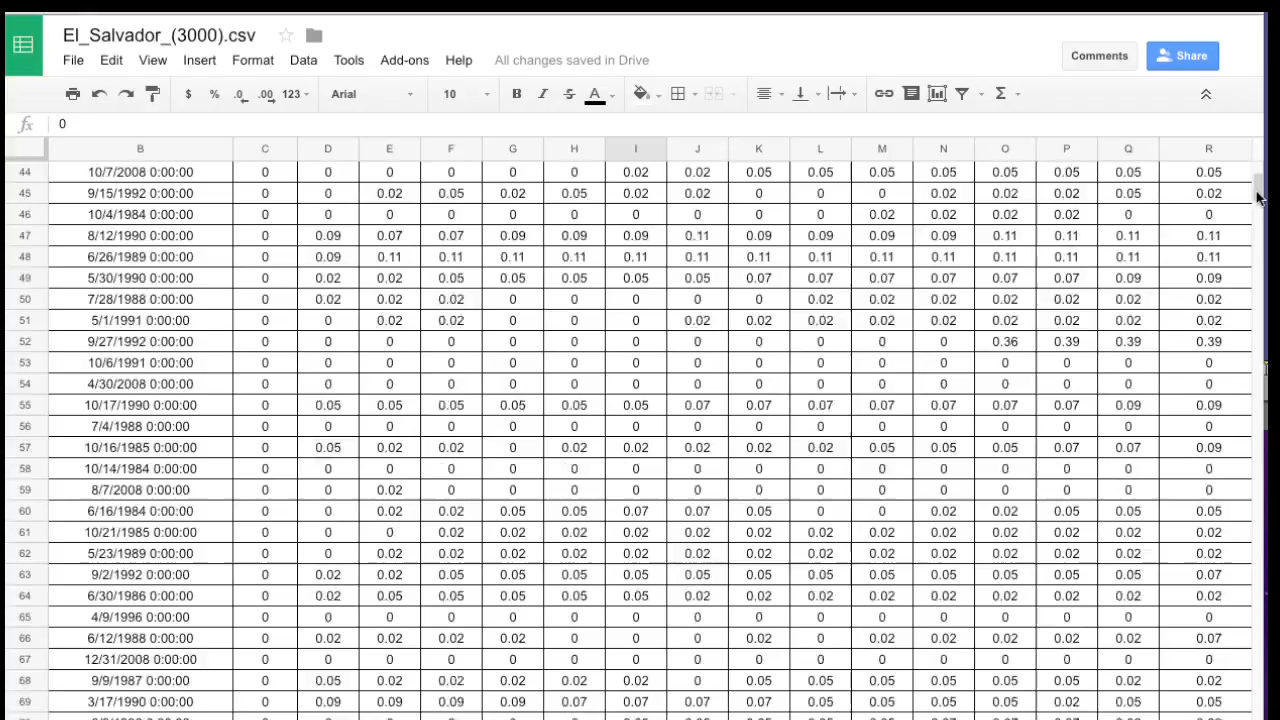 El_Salvador_(3000).csv
File Edit View Insert Format Data Tools Add-ons Help All changes saved in Drive Comments Share
$ % .0 .00 123 Arial 10 B I S A Σ
fx 0
B C D E F G H I J K L M N O P Q R
44 10/7/2008 0:00:00 0 0 0 0 0 0 0.02 0.02 0.05 0.05 0.05 0.05 0.05 0.05 0.05 0.05
45 9/15/1992 0:00:00 0 0 0.02 0.05 0.02 0.05 0.02 0.02 0 0 0 0.02 0.02 0.02 0.05 0.02
46 10/4/1984 0:00:00 0 0 0 0 0 0 0 0 0 0 0.02 0.02 0.02 0.02 0 0
47 8/12/1990 0:00:00 0 0.09 0.07 0.07 0.09 0.09 0.09 0.11 0.09 0.09 0.09 0.09 0.11 0.11 0.11 0.11
48 6/26/1989 0:00:00 0 0.09 0.11 0.11 0.11 0.11 0.11 0.11 0.11 0.11 0.11 0.11 0.11 0.11 0.11 0.11
49 5/30/1990 0:00:00 0 0.02 0.02 0.05 0.05 0.05 0.05 0.05 0.07 0.07 0.07 0.07 0.07 0.07 0.09 0.09
50 7/28/1988 0:00:00 0 0.02 0.02 0.02 0 0 0 0 0 0.02 0.02 0.02 0.02 0.02 0.02 0.02
51 5/1/1991 0:00:00 0 0 0.02 0.02 0 0 0 0.02 0.02 0.02 0.02 0.02 0.02 0.02 0.02 0.02
52 9/27/1992 0:00:00 0 0 0 0 0 0 0 0 0 0 0 0 0.36 0.39 0.39 0.39
53 10/6/1991 0:00:00 0 0 0 0 0 0 0 0 0 0 0 0 0 0 0 0
54 4/30/2008 0:00:00 0 0 0 0 0 0 0 0 0 0 0 0 0 0 0 0
55 10/17/1990 0:00:00 0 0.05 0.05 0.05 0.05 0.05 0.05 0.07 0.07 0.07 0.07 0.07 0.07 0.07 0.09 0.09
56 7/4/1988 0:00:00 0 0 0 0 0 0 0 0 0 0 0 0 0 0 0 0
57 10/16/1985 0:00:00 0 0.05 0.02 0.02 0 0.02 0.02 0.02 0.02 0.02 0.05 0.05 0.05 0.07 0.07 0.09
58 10/14/1984 0:00:00 0 0 0 0 0 0 0 0 0 0 0 0 0 0 0 0
59 8/7/2008 0:00:00 0 0 0.02 0 0 0 0 0 0 0 0 0 0 0 0 0
60 6/16/1984 0:00:00 0 0 0.02 0.02 0.05 0.05 0.07 0.07 0.05 0 0 0.02 0.02 0.05 0.05 0.05
61 10/21/1985 0:00:00 0 0 0 0.02 0.02 0.02 0.02 0.02 0.02 0.02 0.02 0.02 0.02 0.02 0.02 0.02
62 5/23/1989 0:00:00 0 0 0.02 0.02 0.02 0.02 0.02 0.02 0.02 0.02 0.02 0.02 0.02 0.02 0.02 0.02
63 9/2/1992 0:00:00 0 0.02 0.02 0.05 0.05 0.05 0.05 0.05 0.05 0.05 0.05 0.05 0.05 0.05 0.05 0.07
64 6/30/1986 0:00:00 0 0.02 0.05 0.05 0.05 0.05 0.05 0.02 0.02 0.02 0.02 0.02 0.02 0.02 0.02 0.02
65 4/9/1996 0:00:00 0 0 0 0 0 0 0 0 0 0 0 0 0 0 0 0
66 6/12/1988 0:00:00 0 0.02 0.02 0.02 0.02 0 0 0 0.02 0 0.02 0.02 0.02 0.02 0.02 0.07
67 12/31/2008 0:00:00 0 0 0 0 0 0 0 0 0 0 0 0 0 0 0 0
68 9/9/1987 0:00:00 0 0.05 0.02 0.02 0.02 0.02 0.02 0 0.05 0.05 0.05 0.05 0.05 0.02 0.05 0.02
69 3/17/1990 0:00:00 0 0.09 0.09 0.09 0.09 0.07 0.07 0.07 0.07 0.05 0.05 0.05 0.05 0.02 0.05 0.05